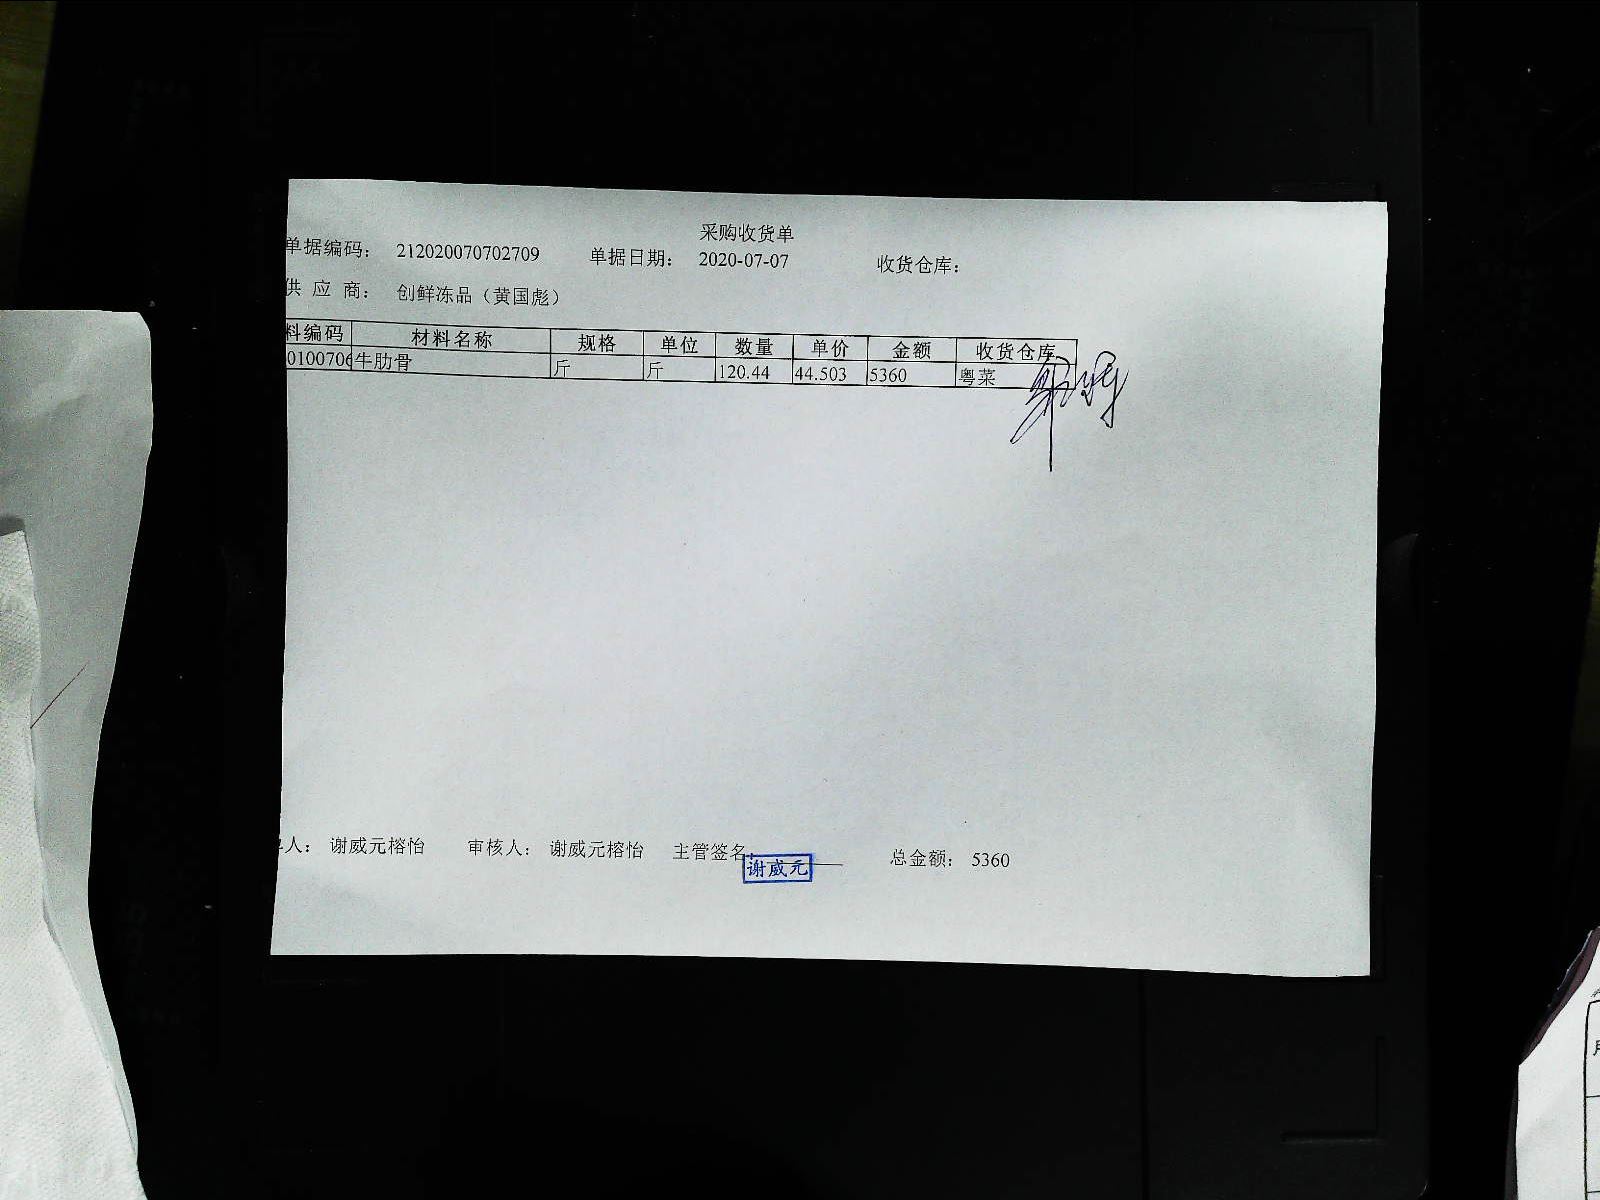 采购收货单
单据编码： 212020070702709 单据日期： 2020-07-07 收货仓库：
供 应 商： 创鲜冻品（黄国彪）
料编码 材料名称 规格 单位 数量 单价 金额 收货仓库
0100706 牛肋骨 斤 斤 120.44 44.503 5360 粤菜
人： 谢威元榕怡 审核人： 谢威元榕怡 主管签名 谢威元 总金额： 5360